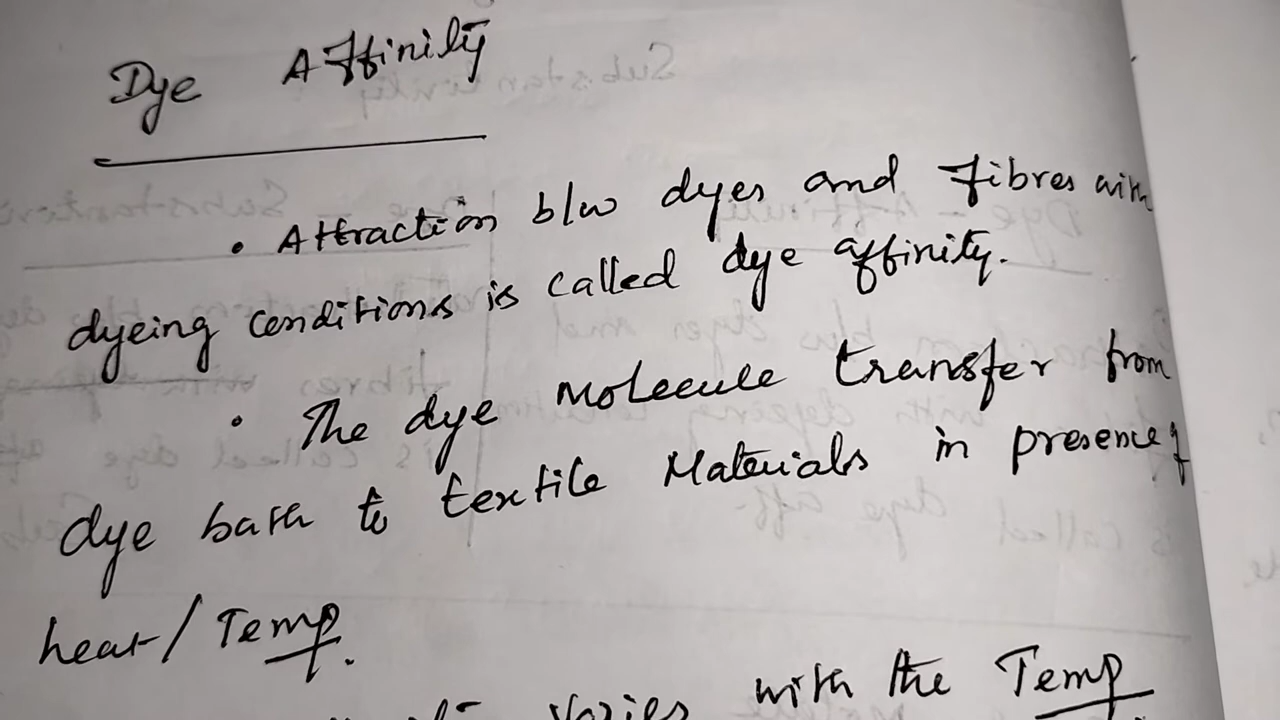 Dye Affinity
• Attraction b/w dyes and fibres with
dyeing conditions is called dye affinity.
• The dye molecule transfer from
dye bath to textile Materials in presence of
heat/Temp.
varies with the Temp